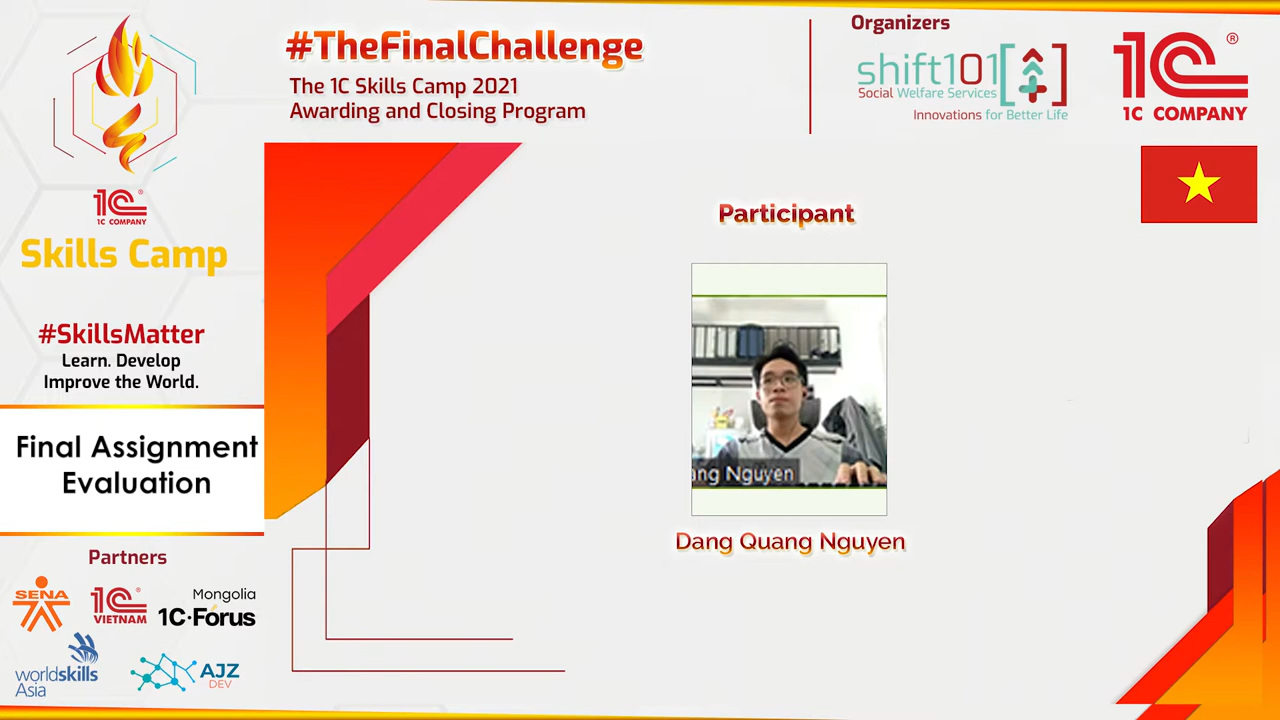 #TheFinalChallenge
The 1C Skills Camp 2021
Awarding and Closing Program
Organizers
shift101
Social Welfare Services
Innovations for Better Life
1C ®
1C COMPANY
1C ®
1C COMPANY
Skills Camp
#SkillsMatter
Learn. Develop
Improve the World.
Final Assignment
Evaluation
Partners
SENA
1C ®
VIETNAM
Mongolia
1C·Fórus
worldskills
Asia
AJZ
DEV
Participant
ang Nguyen
Dang Quang Nguyen